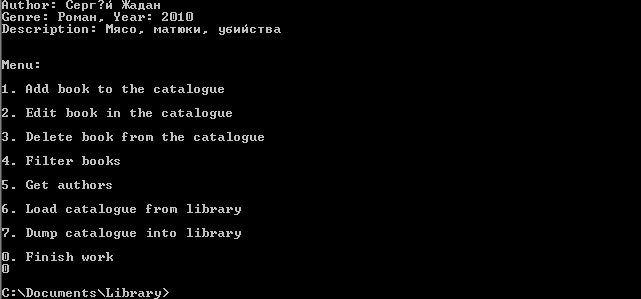 Author: Серг?й Жадан
Genre: Роман, Year: 2010
Description: Мясо, матюки, убийства
Menu:
1. Add book to the catalogue
2. Edit book in the catalogue
3. Delete book from the catalogue
4. Filter books
5. Get authors
6. Load catalogue from library
7. Dump catalogue into library
0. Finish work
0
C:\Documents\Library>